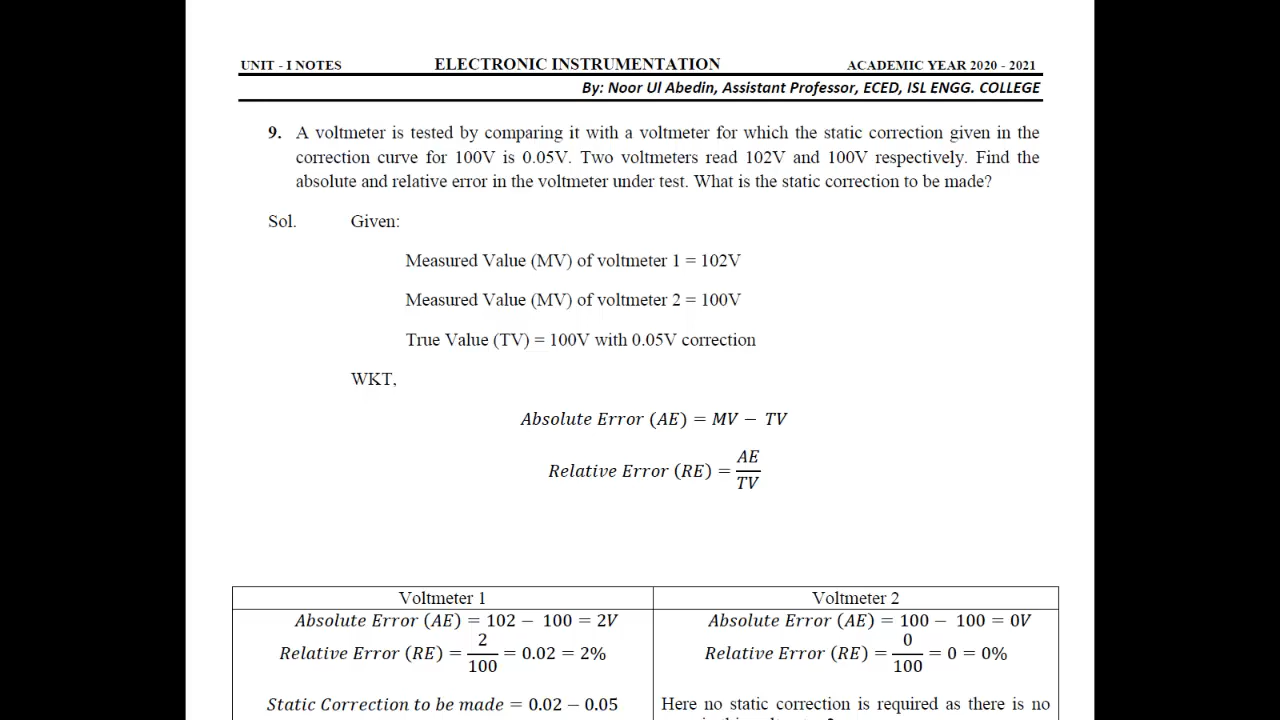 UNIT - I NOTES ELECTRONIC INSTRUMENTATION ACADEMIC YEAR 2020 - 2021
By: Noor Ul Abedin, Assistant Professor, ECED, ISL ENGG. COLLEGE
9. A voltmeter is tested by comparing it with a voltmeter for which the static correction given in the
correction curve for 100V is 0.05V. Two voltmeters read 102V and 100V respectively. Find the
absolute and relative error in the voltmeter under test. What is the static correction to be made?
Sol. Given:
Measured Value (MV) of voltmeter 1 = 102V
Measured Value (MV) of voltmeter 2 = 100V
True Value (TV) = 100V with 0.05V correction
WKT,
Absolute Error (AE) = MV − TV
Relative Error (RE) = AE/TV
Voltmeter 1
Absolute Error (AE) = 102 − 100 = 2V
Relative Error (RE) = 2/100 = 0.02 = 2%
Static Correction to be made = 0.02 − 0.05
Voltmeter 2
Absolute Error (AE) = 100 − 100 = 0V
Relative Error (RE) = 0/100 = 0 = 0%
Here no static correction is required as there is no